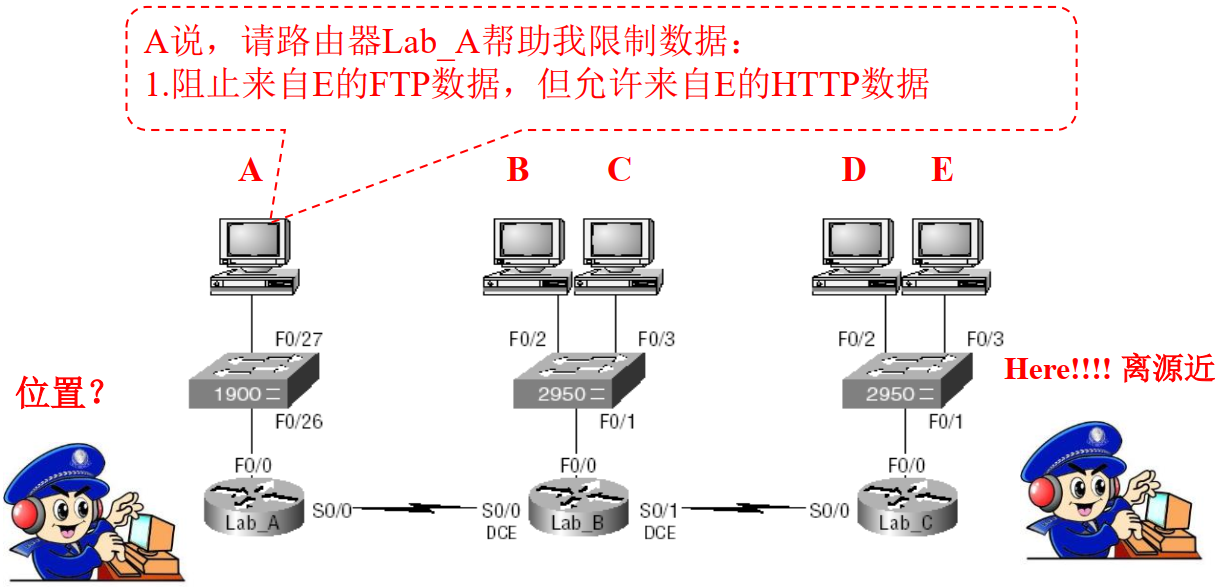 A说，请路由器Lab_A帮助我限制数据：
1.阻止来自E的FTP数据，但允许来自E的HTTP数据
A B C D E
F0/27 F0/2 F0/3 F0/2 F0/3
Here!!!! 离源近
位置？
1900 2950 2950
F0/26 F0/1 F0/1
F0/0 F0/0 F0/0
S0/0 S0/0 S0/1 S0/0
Lab_A Lab_B Lab_C
DCE DCE